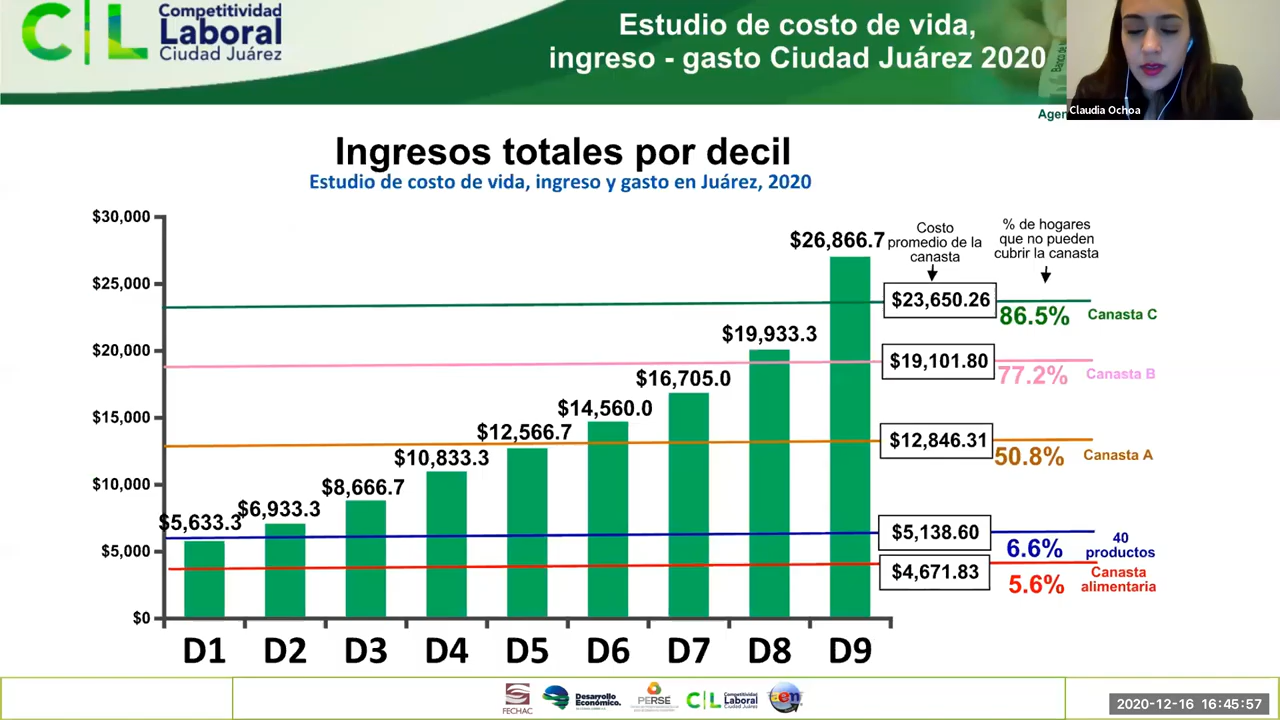 Competitividad
Laboral
Ciudad Juárez
Estudio de costo de vida,
ingreso - gasto Ciudad Juárez 2020
Claudia Ochoa
Agen
Ingresos totales por decil
Estudio de costo de vida, ingreso y gasto en Juárez, 2020
$30,000
$25,000
$20,000
$15,000
$10,000
$5,000
$0
$5,633.3
$6,933.3
$8,666.7
$10,833.3
$12,566.7
$14,560.0
$16,705.0
$19,933.3
$26,866.7
Costo
promedio de la
canasta
% de hogares
que no pueden
cubrir la canasta
$23,650.26
86.5%
Canasta C
$19,101.80
77.2%
Canasta B
$12,846.31
50.8%
Canasta A
$5,138.60
6.6%
40
productos
$4,671.83
5.6%
Canasta
alimentaria
D1 D2 D3 D4 D5 D6 D7 D8 D9
FECHAC
Desarrollo
Económico.
PERSÉ
CL
Competitividad
Laboral
Ciudad Juárez
2020-12-16 16:45:57